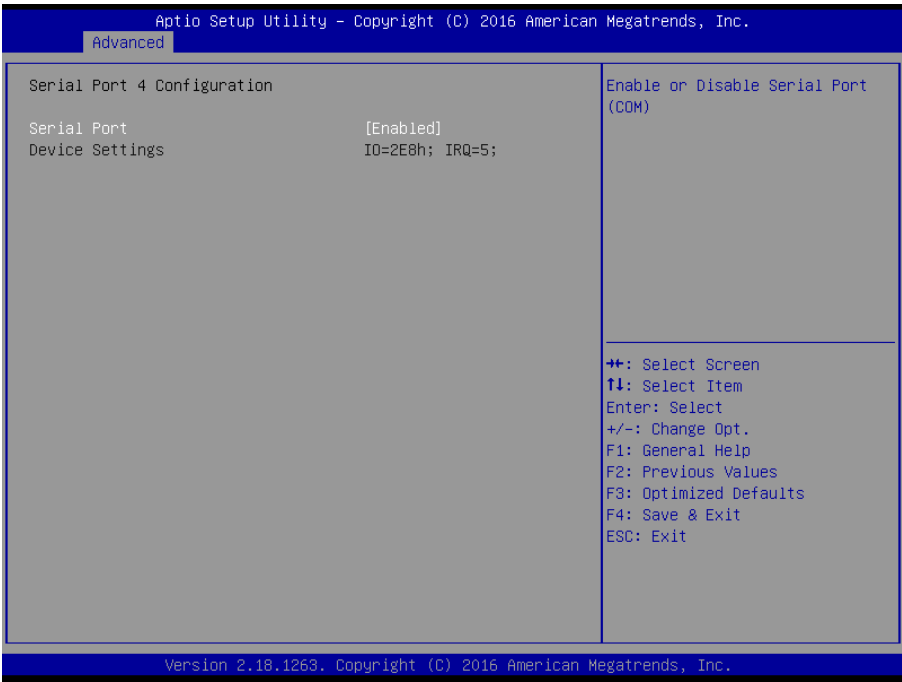 Aptio Setup Utility – Copyright (C) 2016 American Megatrends, Inc.
Advanced
Serial Port 4 Configuration
Serial Port [Enabled]
Device Settings IO=2E8h; IRQ=5;
Enable or Disable Serial Port
(COM)
→←: Select Screen
↑↓: Select Item
Enter: Select
+/-: Change Opt.
F1: General Help
F2: Previous Values
F3: Optimized Defaults
F4: Save & Exit
ESC: Exit
Version 2.18.1263. Copyright (C) 2016 American Megatrends, Inc.